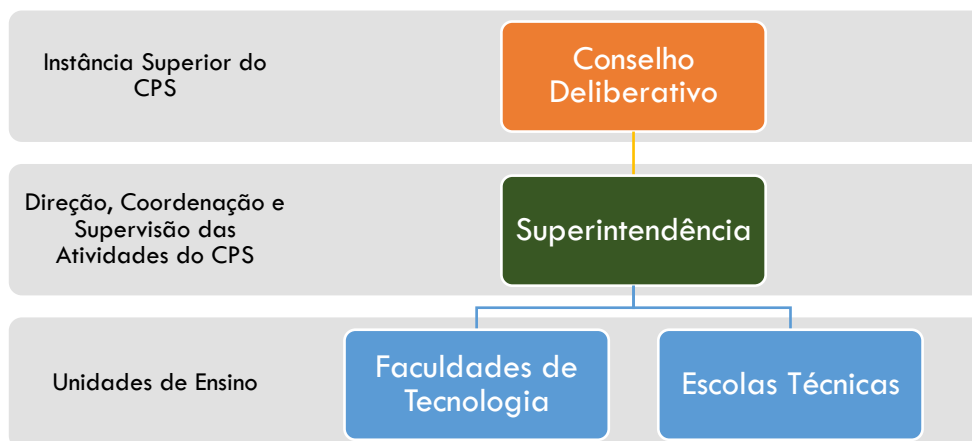 Instância Superior do
CPS
Conselho
Deliberativo
Direção, Coordenação e
Supervisão das
Atividades do CPS
Superintendência
Unidades de Ensino
Faculdades de
Tecnologia
Escolas Técnicas